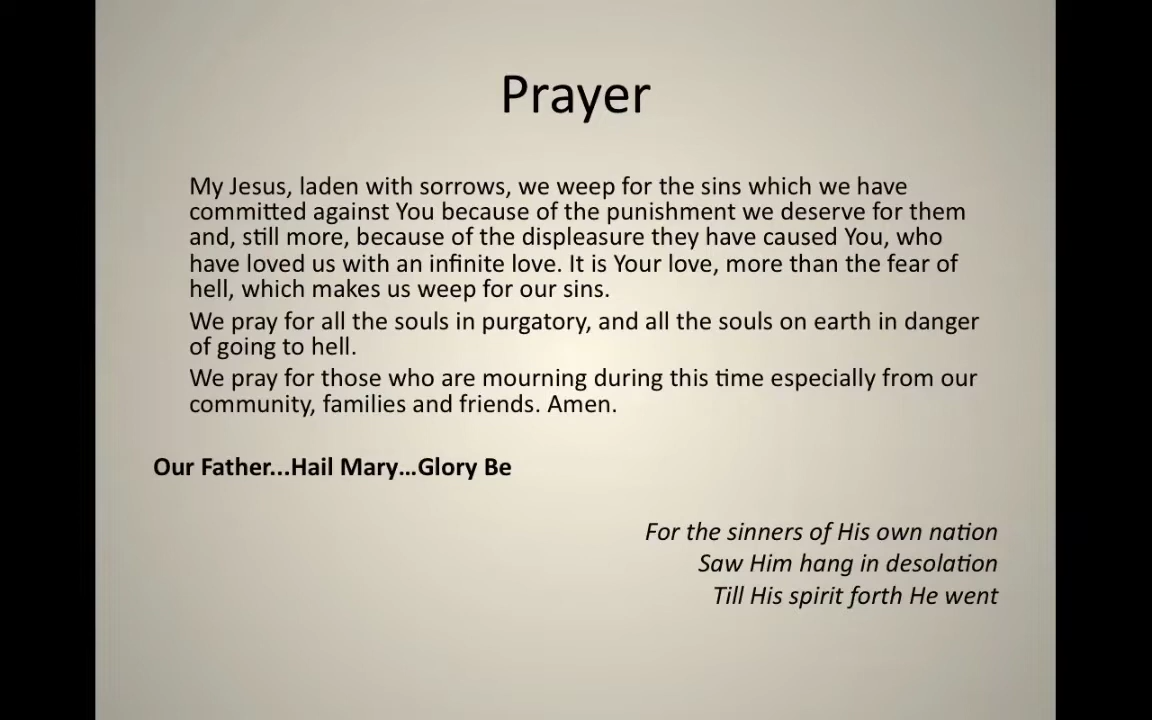 Prayer
My Jesus, laden with sorrows, we weep for the sins which we have
committed against You because of the punishment we deserve for them
and, still more, because of the displeasure they have caused You, who
have loved us with an infinite love. It is Your love, more than the fear of
hell, which makes us weep for our sins.
We pray for all the souls in purgatory, and all the souls on earth in danger
of going to hell.
We pray for those who are mourning during this time especially from our
community, families and friends. Amen.
Our Father...Hail Mary…Glory Be
For the sinners of His own nation
Saw Him hang in desolation
Till His spirit forth He went